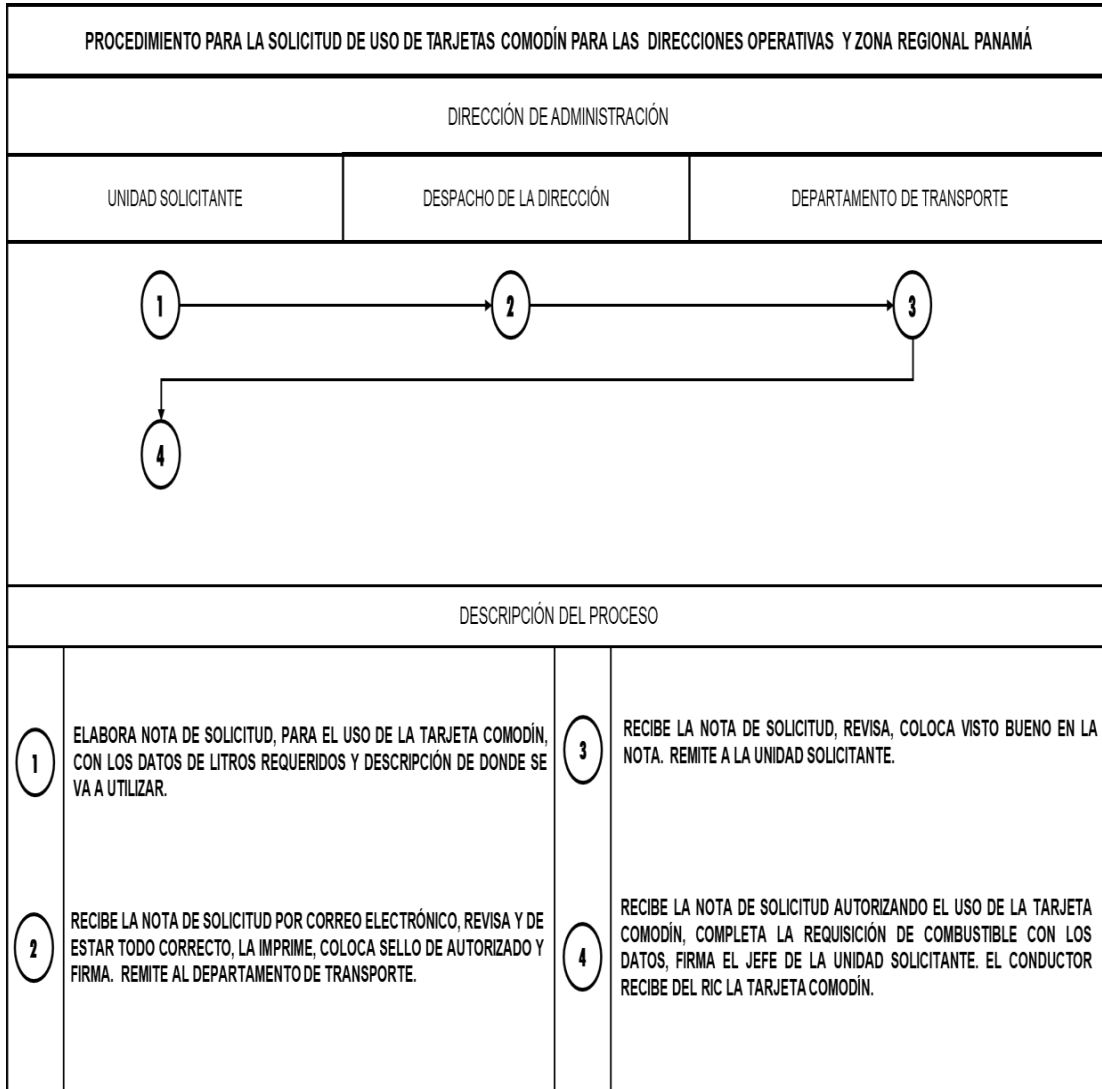 PROCEDIMIENTO PARA LA SOLICITUD DE USO DE TARJETAS COMODÍN PARA LAS DIRECCIONES OPERATIVAS Y ZONA REGIONAL PANAMÁ
DIRECCIÓN DE ADMINISTRACIÓN
UNIDAD SOLICITANTE
DESPACHO DE LA DIRECCIÓN
DEPARTAMENTO DE TRANSPORTE
1
2
3
4
DESCRIPCIÓN DEL PROCESO
1
ELABORA NOTA DE SOLICITUD, PARA EL USO DE LA TARJETA COMODÍN,
CON LOS DATOS DE LITROS REQUERIDOS Y DESCRIPCIÓN DE DONDE SE
VA A UTILIZAR.
2
RECIBE LA NOTA DE SOLICITUD POR CORREO ELECTRÓNICO, REVISA Y DE
ESTAR TODO CORRECTO, LA IMPRIME, COLOCA SELLO DE AUTORIZADO Y
FIRMA. REMITE AL DEPARTAMENTO DE TRANSPORTE.
3
RECIBE LA NOTA DE SOLICITUD, REVISA, COLOCA VISTO BUENO EN LA
NOTA. REMITE A LA UNIDAD SOLICITANTE.
4
RECIBE LA NOTA DE SOLICITUD AUTORIZANDO EL USO DE LA TARJETA
COMODÍN, COMPLETA LA REQUISICIÓN DE COMBUSTIBLE CON LOS
DATOS, FIRMA EL JEFE DE LA UNIDAD SOLICITANTE. EL CONDUCTOR
RECIBE DEL RIC LA TARJETA COMODÍN.